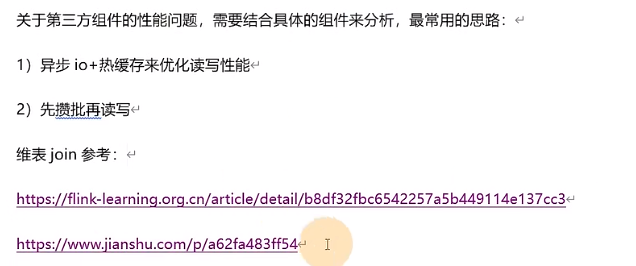 关于第三方组件的性能问题，需要结合具体的组件来分析，最常用的思路：
1）异步 io+热缓存来优化读写性能
2）先攒批再读写
维表 join 参考：
https://flink-learning.org.cn/article/detail/b8df32fbc6542257a5b449114e137cc3
https://www.jianshu.com/p/a62fa483ff54